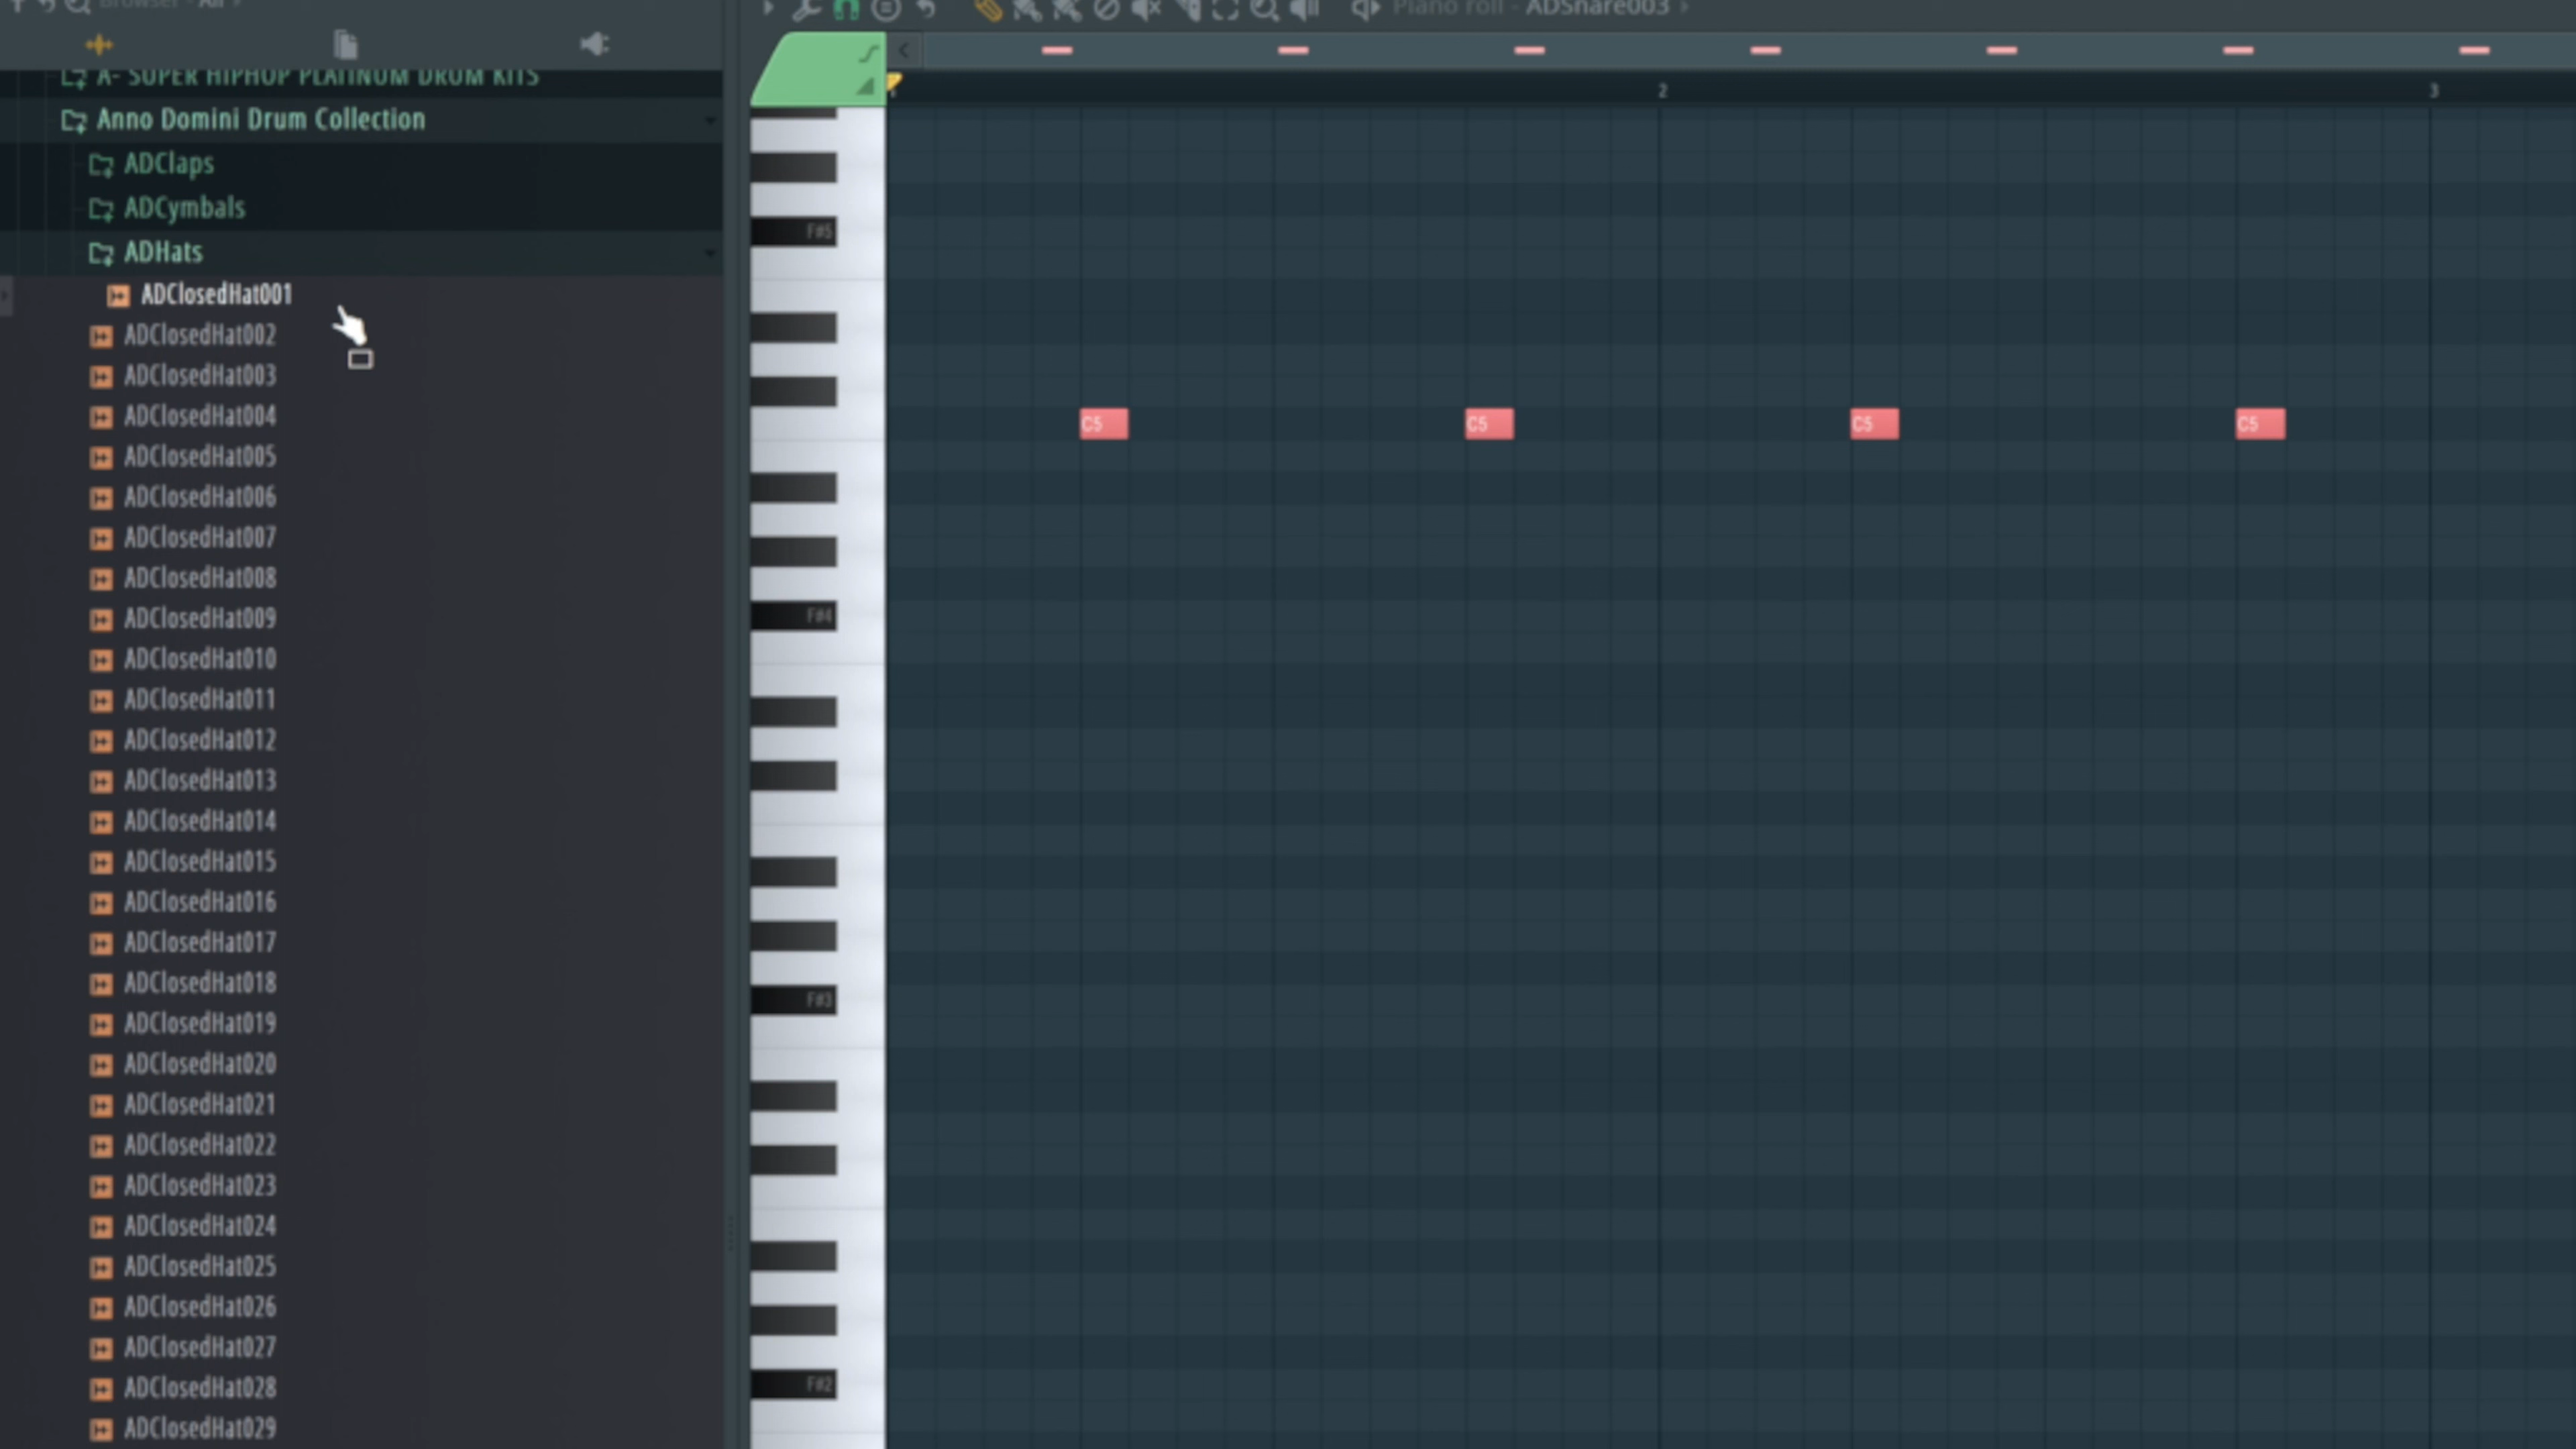 Browser - All
Piano roll - ADSnare003
A- SUPER HIPHOP PLATINUM DRUM KITS
Anno Domini Drum Collection
ADClaps
ADCymbals
ADHats
ADClosedHat001
ADClosedHat002
ADClosedHat003
ADClosedHat004
ADClosedHat005
ADClosedHat006
ADClosedHat007
ADClosedHat008
ADClosedHat009
ADClosedHat010
ADClosedHat011
ADClosedHat012
ADClosedHat013
ADClosedHat014
ADClosedHat015
ADClosedHat016
ADClosedHat017
ADClosedHat018
ADClosedHat019
ADClosedHat020
ADClosedHat021
ADClosedHat022
ADClosedHat023
ADClosedHat024
ADClosedHat025
ADClosedHat026
ADClosedHat027
ADClosedHat028
ADClosedHat029
2 3
F#5
C5 C5 C5 C5
F#4
F#3
F#2